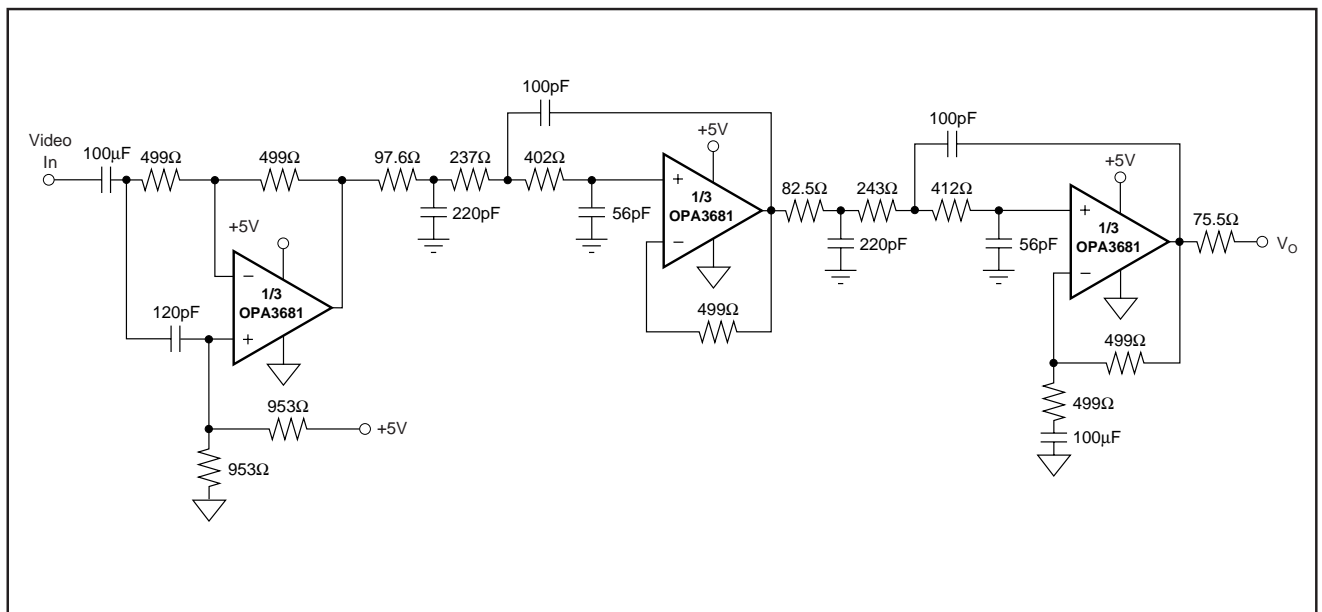 Video
In
100µF
499Ω
499Ω
+5V
1/3
OPA3681
−
+
120pF
953Ω
+5V
953Ω
97.6Ω
220pF
237Ω
100pF
402Ω
56pF
+5V
+
−
1/3
OPA3681
499Ω
82.5Ω
220pF
243Ω
100pF
412Ω
56pF
+5V
+
−
1/3
OPA3681
499Ω
499Ω
100µF
75.5Ω
VO